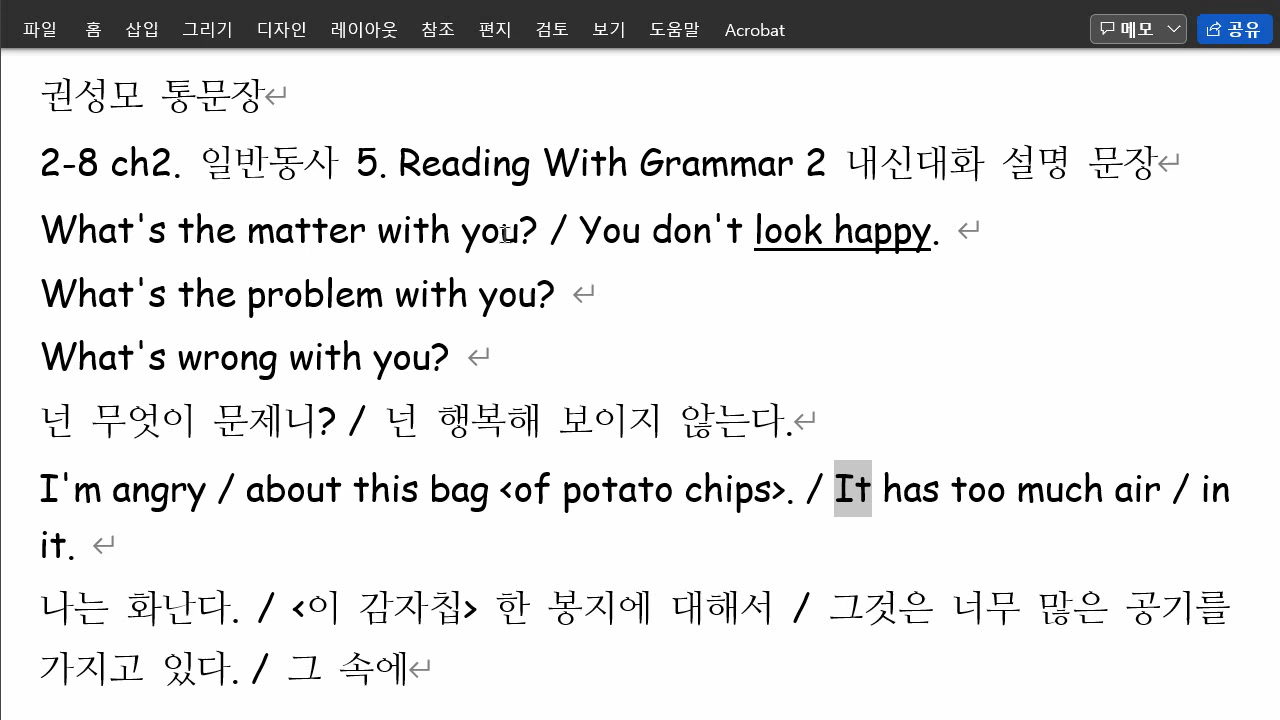 파일 홈 삽입 그리기 디자인 레이아웃 참조 편지 검토 보기 도움말 Acrobat 메모 공유
권성모 통문장
2-8 ch2. 일반동사 5. Reading With Grammar 2 내신대화 설명 문장
What's the matter with you? / You don't look happy.
What's the problem with you?
What's wrong with you?
넌 무엇이 문제니? / 넌 행복해 보이지 않는다.
I'm angry / about this bag <of potato chips>. / It has too much air / in
it.
나는 화난다. / <이 감자칩> 한 봉지에 대해서 / 그것은 너무 많은 공기를
가지고 있다. / 그 속에